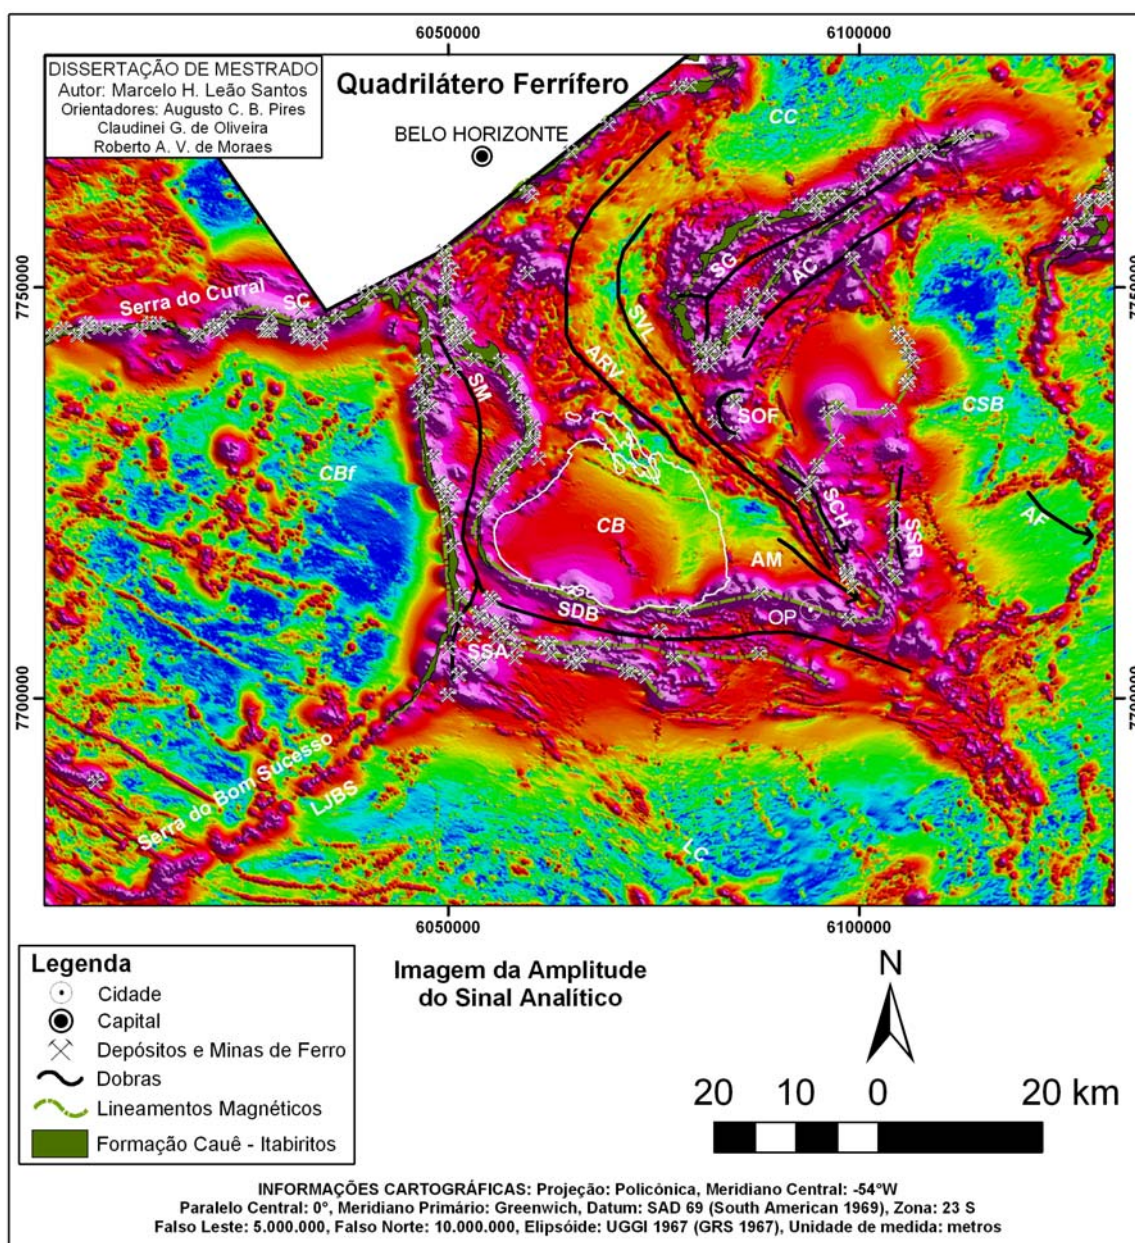 6050000
6100000
DISSERTAÇÃO DE MESTRADO
Autor: Marcelo H. Leão Santos
Orientadores: Augusto C. B. Pires
Claudinei G. de Oliveira
Roberto A. V. de Moraes
Quadrilátero Ferrífero
BELO HORIZONTE
CC
7750000
7750000
Serra do Curral
SC
SG
AC
SVL
ARV
SM
SOF
CSB
CBf
CB
SCH
SSR
AF
AM
SDB
OP
SSA
7700000
7700000
Serra do Bom Sucesso
LJBS
LC
6050000
6100000
Legenda
Cidade
Capital
Depósitos e Minas de Ferro
Dobras
Lineamentos Magnéticos
Formação Cauê - Itabiritos
Imagem da Amplitude
do Sinal Analítico
N
20 10 0 20 km
INFORMAÇÕES CARTOGRÁFICAS: Projeção: Policônica, Meridiano Central: -54°W
Paralelo Central: 0°, Meridiano Primário: Greenwich, Datum: SAD 69 (South American 1969), Zona: 23 S
Falso Leste: 5.000.000, Falso Norte: 10.000.000, Elipsóide: UGGI 1967 (GRS 1967), Unidade de medida: metros